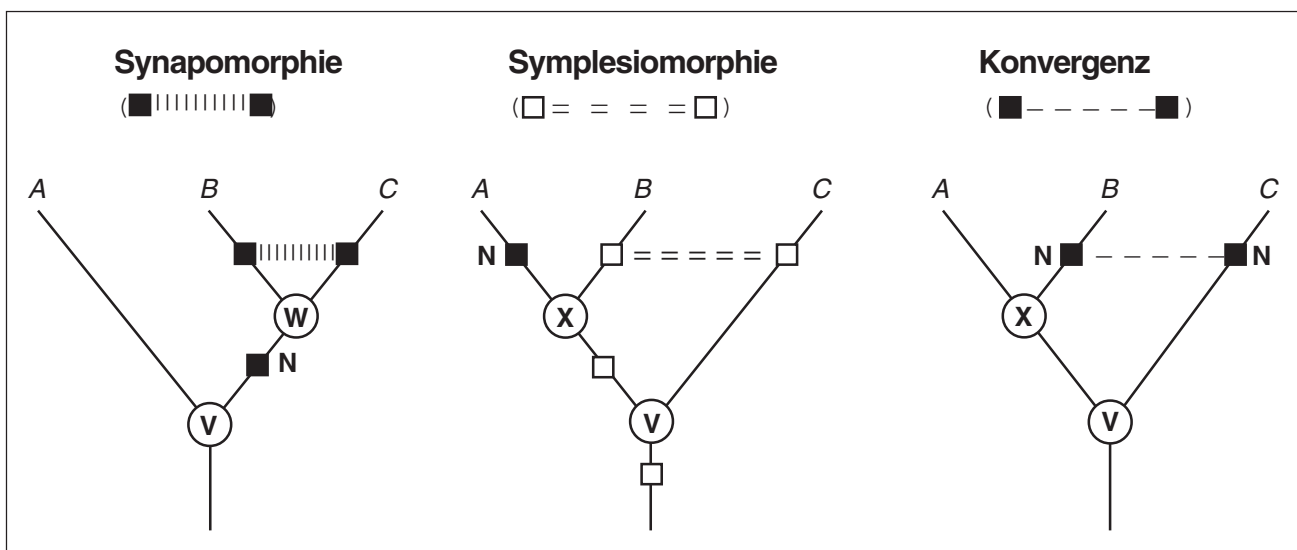 Synapomorphie Symplesiomorphie Konvergenz
( ) ( = = = = ) ( – – – – – )
A B C A B C A B C
N = = = = = N – – – – – N
W X X
N
V V V